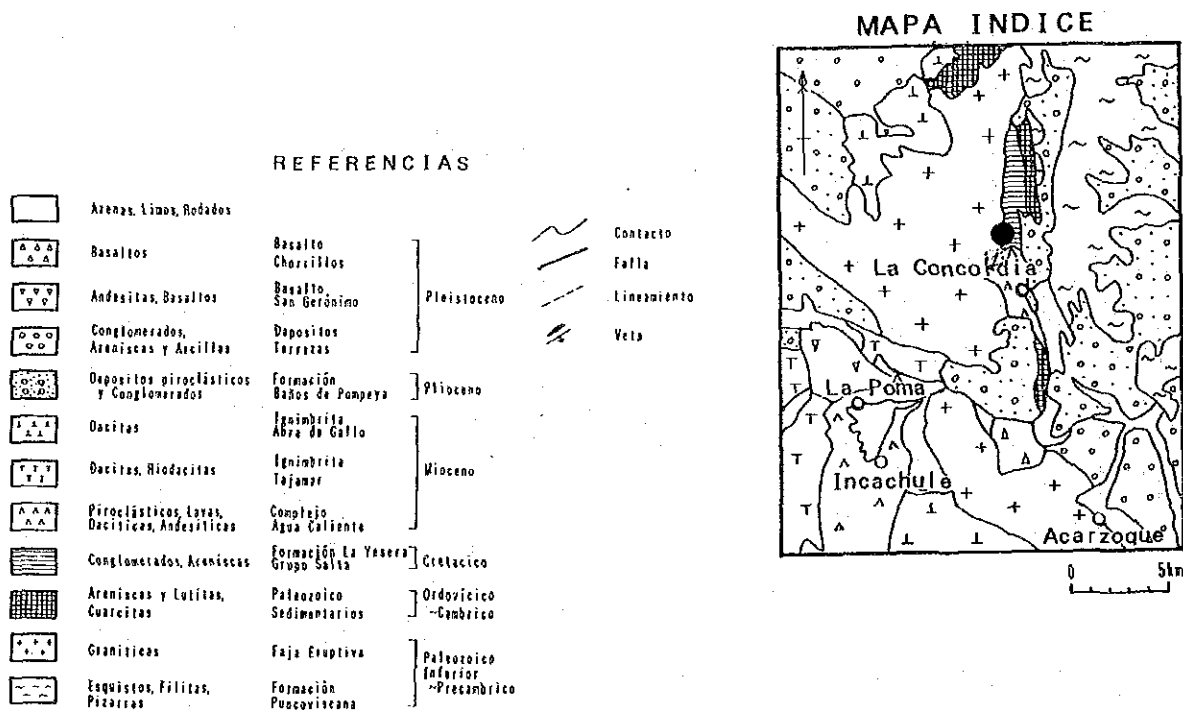 MAPA INDICE
REFERENCIAS
Arenas, Limos, Rodados
Basaltos
Basalto
Chorrillos
Andesitas, Basaltos
Basalto,
San Gerónimo
Pleistoceno
Conglomerados,
Areniscas y Arcillas
Depositos
Terrazas
Depositos piroclásticos
y Conglomerados
Formación
Baños de Pompeya
Plioceno
Dacitas
Ignimbrita
Abra de Gallo
Dacitas, Riodacitas
Ignimbrita
Tajamar
Mioceno
Piroclásticos, Lavas,
Dacíticas, Andesíticas
Complejo
Agua Caliente
Conglomerados, Areniscas
Formación La Yesera
Grupo Salta
Cretacico
Areniscas y Lutitas,
Cuarcitas
Paleozoico
Sedimentarios
Ordovícico
~Cambrico
Graniticas
Faja Eruptiva
Esquistos, Filitas,
Pizarras
Formación
Puncoviscana
Paleozoico
Inferior
~Precambrico
Contacto
Falla
Lineamiento
Veta
La Concordia
La Poma
Incachule
Acarzoque
0 5km